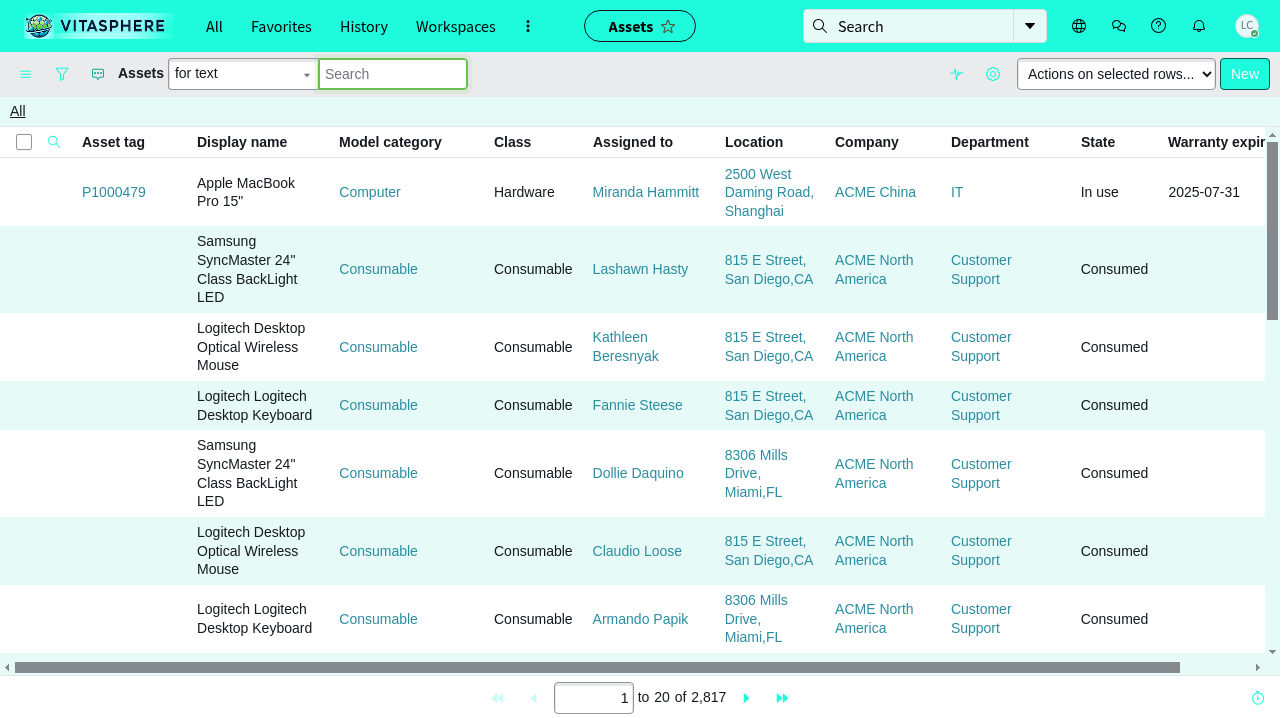 VITASPHERE All Favorites History Workspaces Assets Search LC
Assets for text Search Actions on selected rows... New
All
Asset tag Display name Model category Class Assigned to Location Company Department State Warranty expir
P1000479 Apple MacBook Pro 15" Computer Hardware Miranda Hammitt 2500 West Daming Road, Shanghai ACME China IT In use 2025-07-31
Samsung SyncMaster 24" Class BackLight LED Consumable Consumable Lashawn Hasty 815 E Street, San Diego,CA ACME North America Customer Support Consumed
Logitech Desktop Optical Wireless Mouse Consumable Consumable Kathleen Beresnyak 815 E Street, San Diego,CA ACME North America Customer Support Consumed
Logitech Logitech Desktop Keyboard Consumable Consumable Fannie Steese 815 E Street, San Diego,CA ACME North America Customer Support Consumed
Samsung SyncMaster 24" Class BackLight LED Consumable Consumable Dollie Daquino 8306 Mills Drive, Miami,FL ACME North America Customer Support Consumed
Logitech Desktop Optical Wireless Mouse Consumable Consumable Claudio Loose 815 E Street, San Diego,CA ACME North America Customer Support Consumed
Logitech Logitech Desktop Keyboard Consumable Consumable Armando Papik 8306 Mills Drive, Miami,FL ACME North America Customer Support Consumed
1 to 20 of 2,817